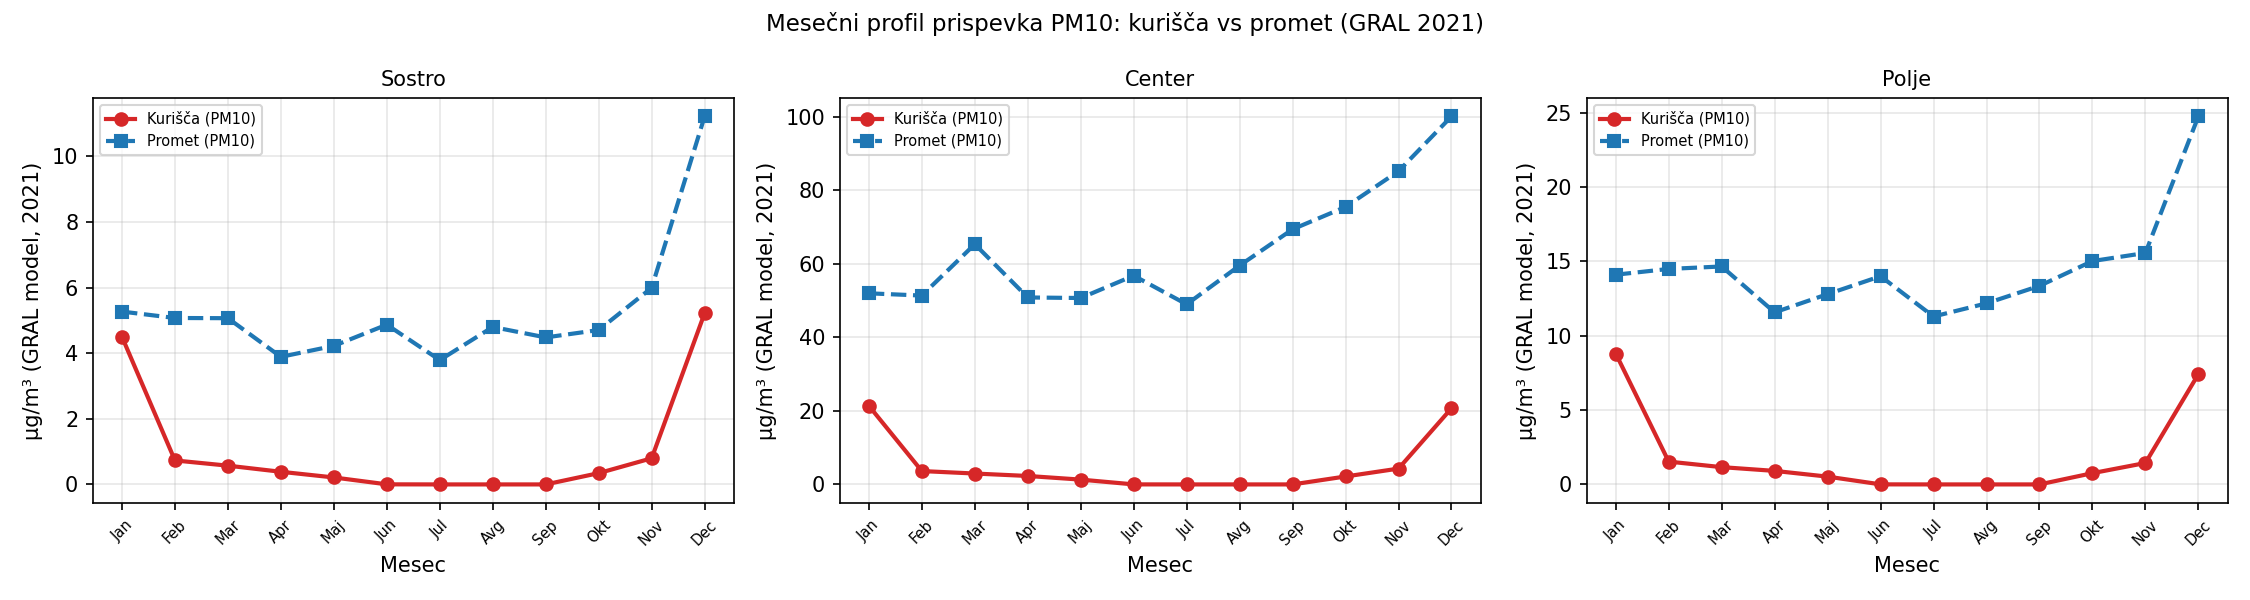 Mesečni profil prispevka PM10: kurišča vs promet (GRAL 2021)
Sostro
Kurišča (PM10)
Promet (PM10)
µg/m³ (GRAL model, 2021)
10
8
6
4
2
0
Jan Feb Mar Apr Maj Jun Jul Avg Sep Okt Nov Dec
Mesec
Center
Kurišča (PM10)
Promet (PM10)
µg/m³ (GRAL model, 2021)
100
80
60
40
20
0
Jan Feb Mar Apr Maj Jun Jul Avg Sep Okt Nov Dec
Mesec
Polje
Kurišča (PM10)
Promet (PM10)
µg/m³ (GRAL model, 2021)
25
20
15
10
5
0
Jan Feb Mar Apr Maj Jun Jul Avg Sep Okt Nov Dec
Mesec